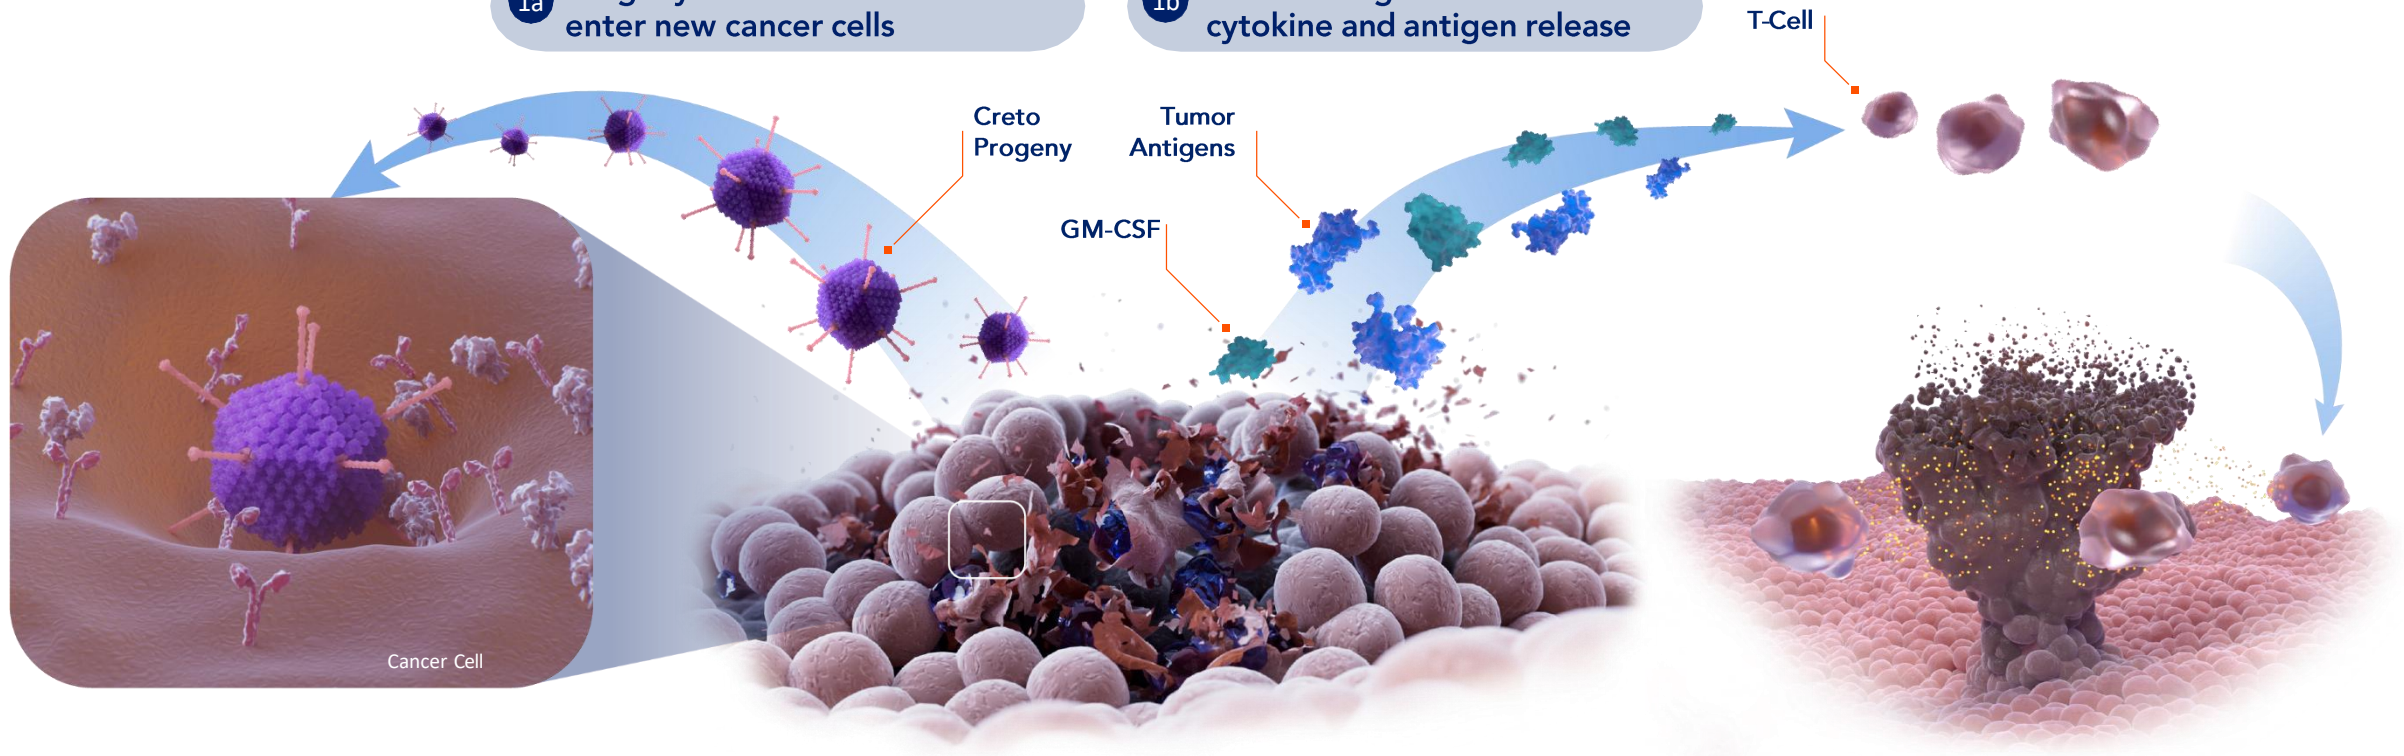 1a
enter new cancer cells
1b
cytokine and antigen release
T-Cell
Creto
Progeny
Tumor
Antigens
GM-CSF
Cancer Cell